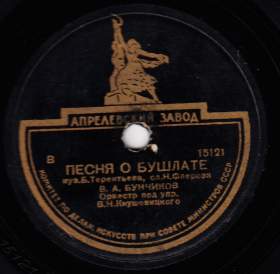 АПРЕЛЕВСКИЙ ЗАВОД
15121
В
ПЕСНЯ О БУШЛАТЕ
муз. Б. Терентьева, сл. Н. Флерова
В. А. БУНЧИКОВ
Оркестр под упр.
В. Н. Кнушевицкого
КОМИТЕТ ПО ДЕЛАМ ИСКУССТВ ПРИ СОВЕТЕ МИНИСТРОВ СССР